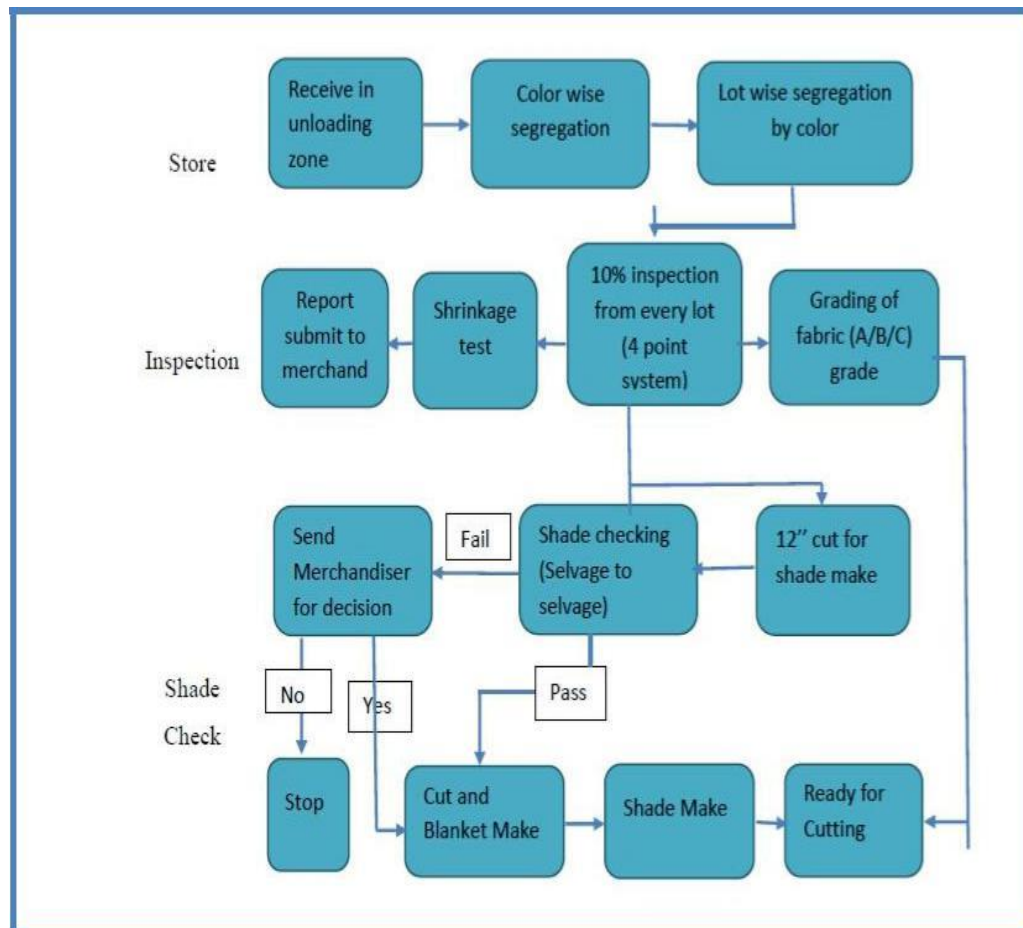 Receive in
unloading
zone
Color wise
segregation
Lot wise segregation
by color
Store
Report
submit to
merchand
Shrinkage
test
10% inspection
from every lot
(4 point
system)
Grading of
fabric (A/B/C)
grade
Inspection
Send
Merchandiser
for decision
Fail
Shade checking
(Selvage to
selvage)
12’’ cut for
shade make
Shade
Check
No
Yes
Pass
Stop
Cut and
Blanket Make
Shade Make
Ready for
Cutting